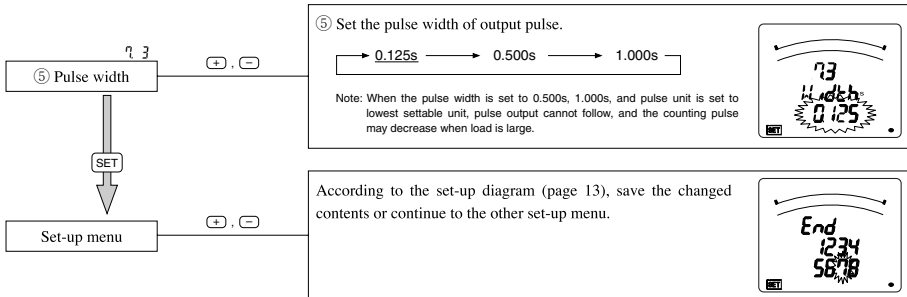 7. 3
⑤ Pulse width
+ , −
⑤ Set the pulse width of output pulse.
0.125s 0.500s 1.000s
Note: When the pulse width is set to 0.500s, 1.000s, and pulse unit is set to
lowest settable unit, pulse output cannot follow, and the counting pulse
may decrease when load is large.
73
Width s
0.125
SET
SET
Set-up menu
+ , −
According to the set-up diagram (page 13), save the changed
contents or continue to the other set-up menu.
End
1234
5678
SET